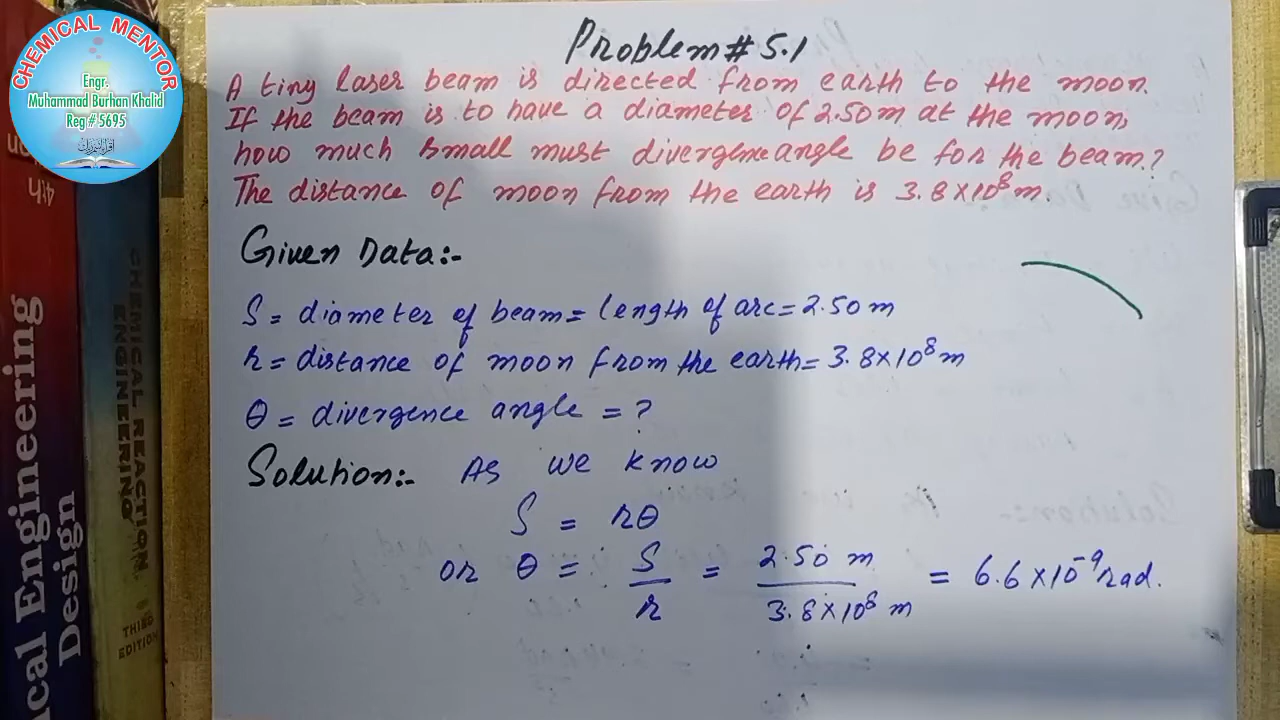 CHEMICAL MENTOR
Engr.
Muhammad Burhan Khalid
Reg # 5695
4th
Chemical Engineering
Design
CHEMICAL REACTION
ENGINEERING
THIRD
EDITION
Problem # 5.1
A tiny laser beam is directed from earth to the moon.
If the beam is to have a diameter of 2.50 m at the moon,
how much small must divergence angle be for the beam?
The distance of moon from the earth is 3.8×10⁸ m.
Given Data:-
S = diameter of beam = length of arc = 2.50 m
r = distance of moon from the earth = 3.8×10⁸ m
θ = divergence angle = ?
Solution:- As we know
S = rθ
or θ = S/r = 2.50 m / 3.8×10⁸ m = 6.6×10⁻⁹ rad.